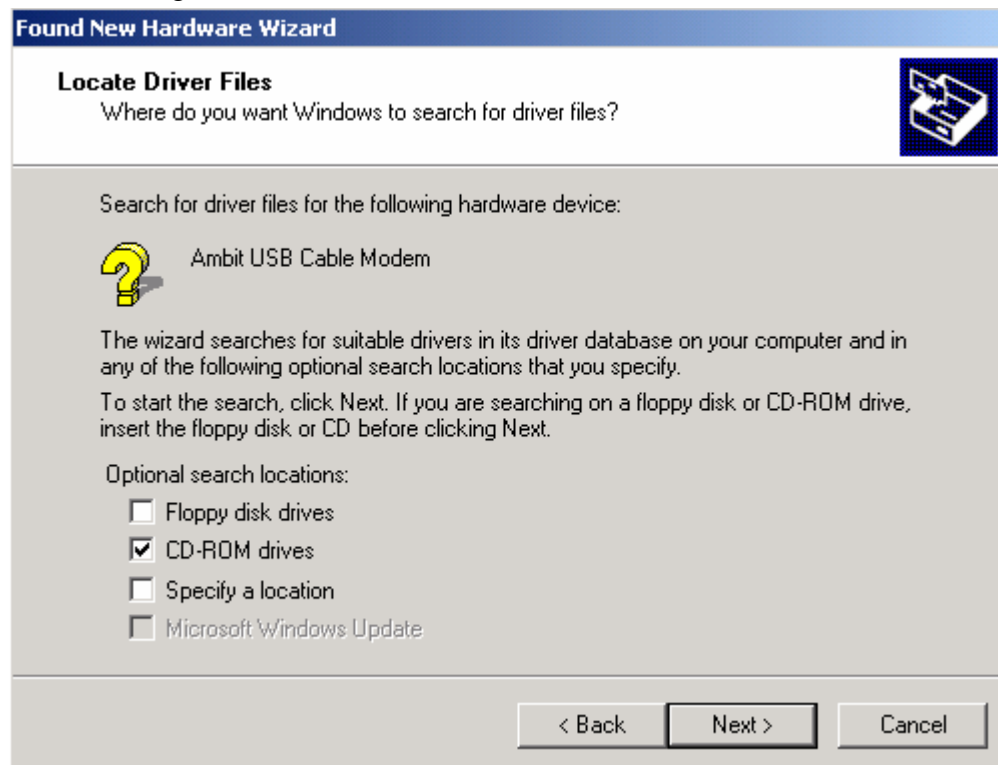 Found New Hardware Wizard
Locate Driver Files
Where do you want Windows to search for driver files?
Search for driver files for the following hardware device:
Ambit USB Cable Modem
The wizard searches for suitable drivers in its driver database on your computer and in
any of the following optional search locations that you specify.
To start the search, click Next. If you are searching on a floppy disk or CD-ROM drive,
insert the floppy disk or CD before clicking Next.
Optional search locations:
Floppy disk drives
CD-ROM drives
Specify a location
Microsoft Windows Update
< Back Next > Cancel